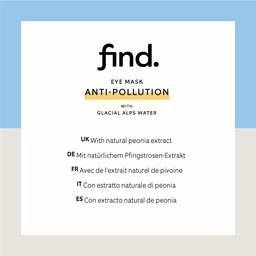 find.
EYE MASK
ANTI-POLLUTION
WITH
GLACIAL ALPS WATER
UK With natural peonia extract
DE Mit natürlichem Pfingstrosen-Extrakt
FR Avec de l'extrait naturel de pivoine
IT Con estratto naturale di peonia
ES Con extracto natural de peonia